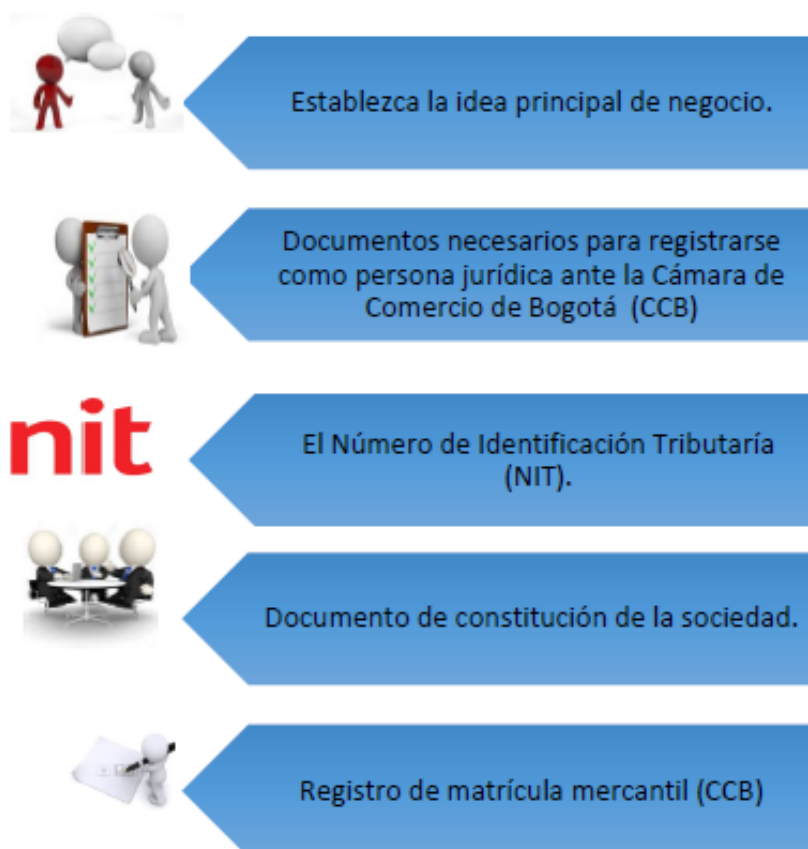 Establezca la idea principal de negocio.
Documentos necesarios para registrarse
como persona jurídica ante la Cámara de
Comercio de Bogotá  (CCB)
nit
El Número de Identificación Tributaría
(NIT).
Documento de constitución de la sociedad.
Registro de matrícula mercantil (CCB)